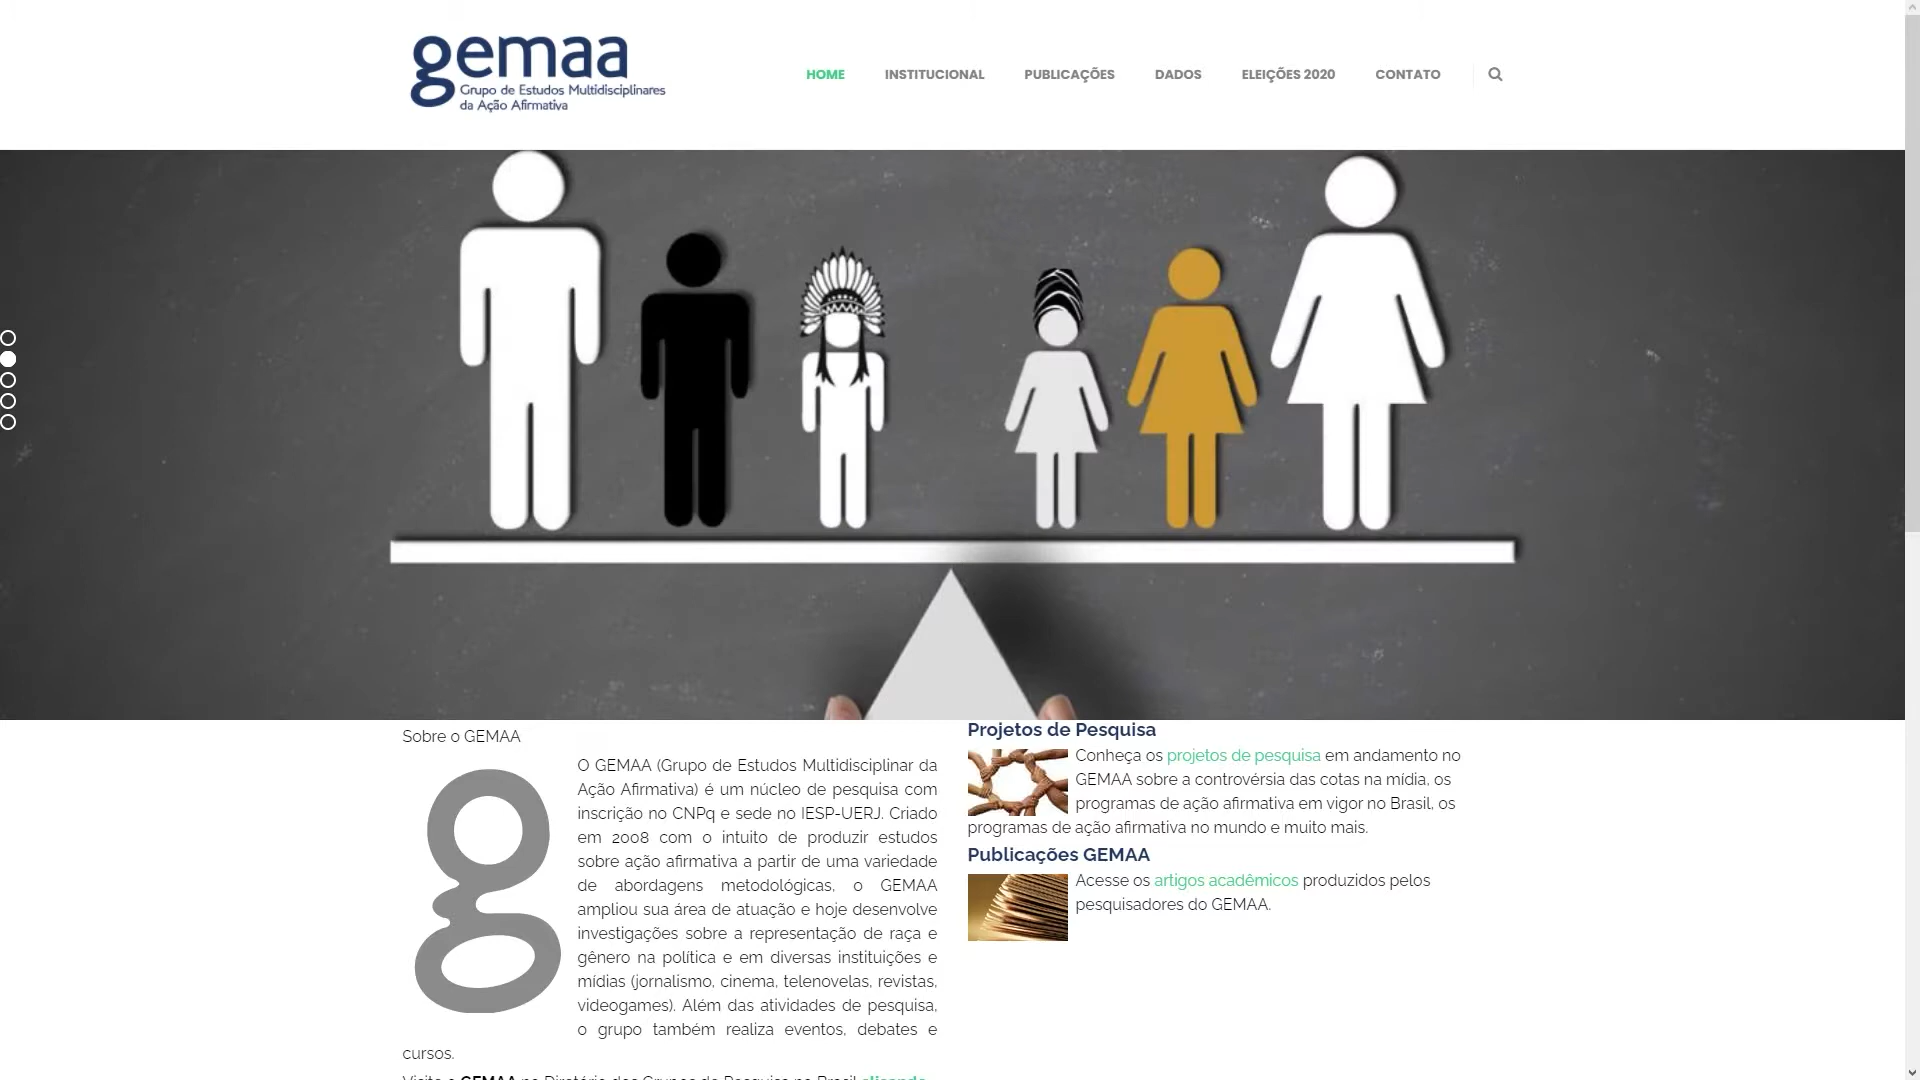 gemaa
Grupo de Estudos Multidisciplinares
da Ação Afirmativa
HOME INSTITUCIONAL PUBLICAÇÕES DADOS ELEIÇÕES 2020 CONTATO
Sobre o GEMAA
g
O GEMAA (Grupo de Estudos Multidisciplinar da
Ação Afirmativa) é um núcleo de pesquisa com
inscrição no CNPq e sede no IESP-UERJ. Criado
em 2008 com o intuito de produzir estudos
sobre ação afirmativa a partir de uma variedade
de abordagens metodológicas, o GEMAA
ampliou sua área de atuação e hoje desenvolve
investigações sobre a representação de raça e
gênero na política e em diversas instituições e
mídias (jornalismo, cinema, telenovelas, revistas,
videogames). Além das atividades de pesquisa,
o grupo também realiza eventos, debates e
cursos.
Visite o GEMAA no Diretório dos Grupos de Pesquisa no Brasil clicando
Projetos de Pesquisa
Conheça os projetos de pesquisa em andamento no
GEMAA sobre a controvérsia das cotas na mídia, os
programas de ação afirmativa em vigor no Brasil, os
programas de ação afirmativa no mundo e muito mais.
Publicações GEMAA
Acesse os artigos acadêmicos produzidos pelos
pesquisadores do GEMAA.